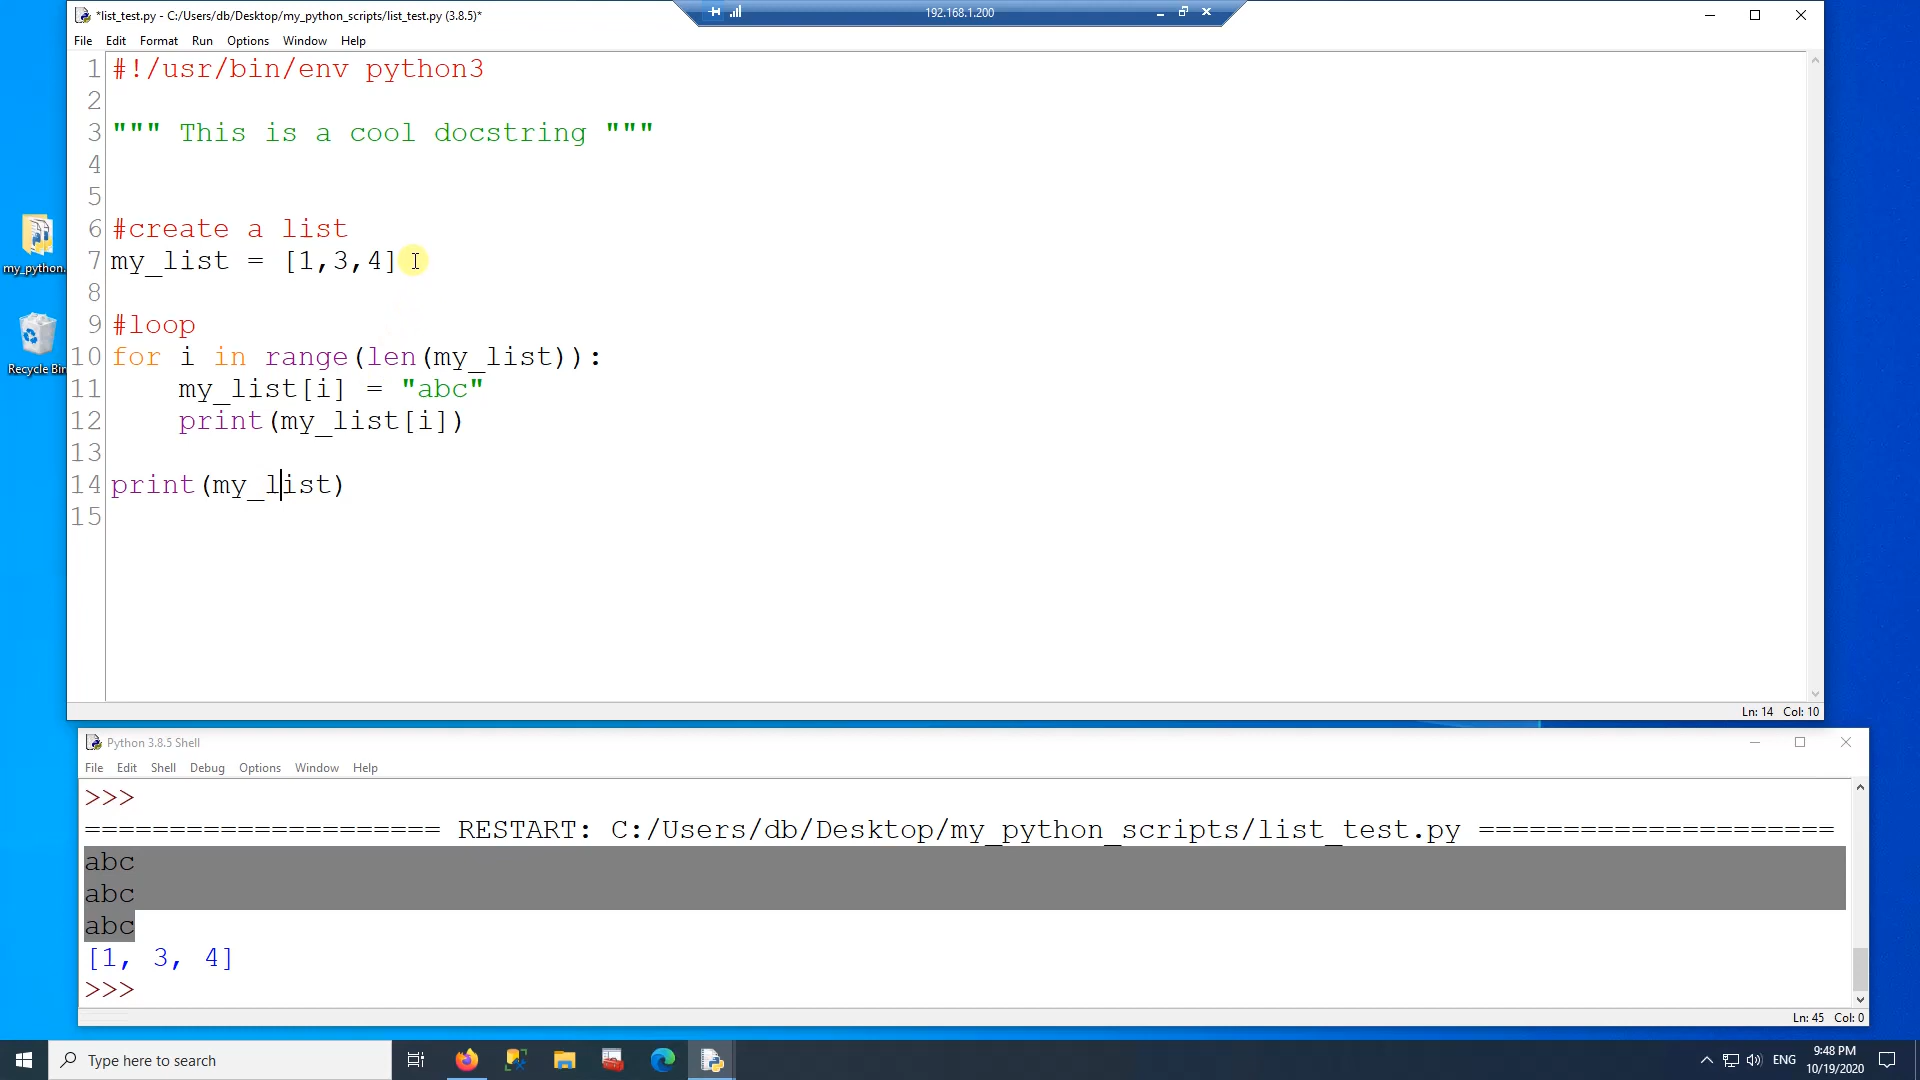 *list_test.py - C:/Users/db/Desktop/my_python_scripts/list_test.py (3.8.5)*
192.168.1.200
File Edit Format Run Options Window Help
1 #!/usr/bin/env python3
2
3 """ This is a cool docstring """
4
5
6 #create a list
7 my_list = [1,3,4]
8
9 #loop
10 for i in range(len(my_list)):
11 my_list[i] = "abc"
12 print(my_list[i])
13
14 print(my_list)
15
Ln: 14 Col: 10
my_python.
Recycle Bin
Python 3.8.5 Shell
File Edit Shell Debug Options Window Help
>>>
===================== RESTART: C:/Users/db/Desktop/my_python_scripts/list_test.py =====================
abc
abc
abc
[1, 3, 4]
>>>
Ln: 45 Col: 0
Type here to search
ENG
9:48 PM
10/19/2020